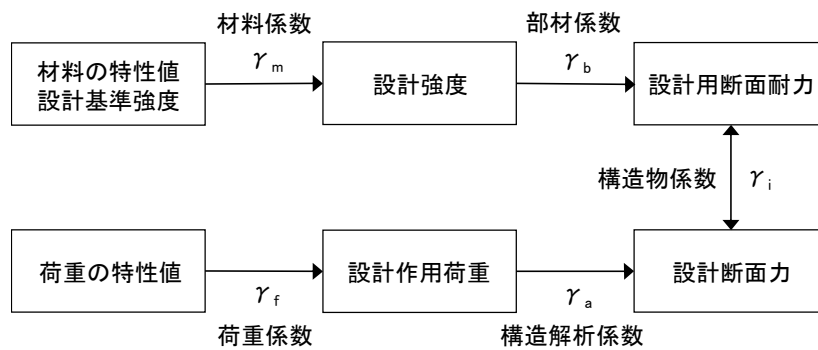 材料係数
γm
部材係数
γb
材料の特性値
設計基準強度
設計強度
設計用断面耐力
構造物係数
γi
荷重の特性値
設計作用荷重
設計断面力
γf
荷重係数
γa
構造解析係数